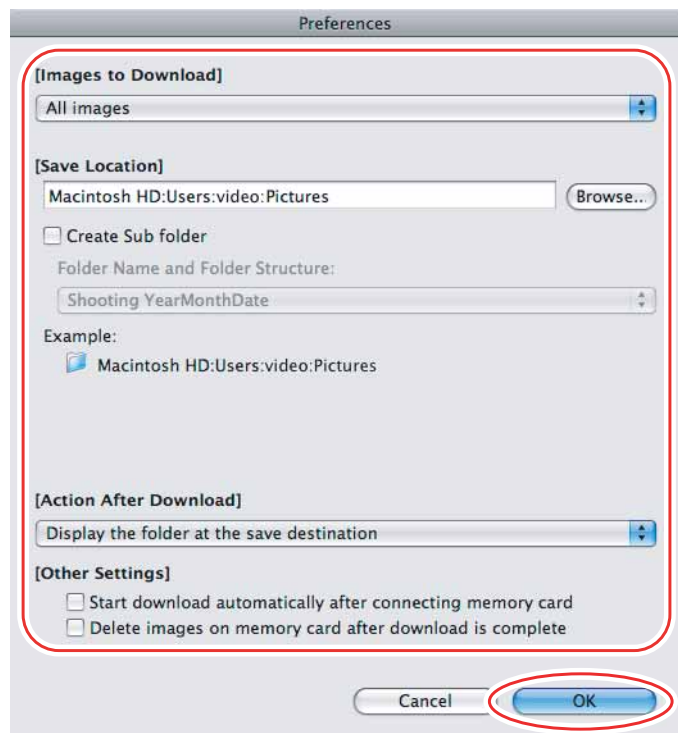 Preferences
[Images to Download]
All images
[Save Location]
Macintosh HD:Users:video:Pictures
Browse...
Create Sub folder
Folder Name and Folder Structure:
Shooting YearMonthDate
Example:
Macintosh HD:Users:video:Pictures
[Action After Download]
Display the folder at the save destination
[Other Settings]
Start download automatically after connecting memory card
Delete images on memory card after download is complete
Cancel
OK